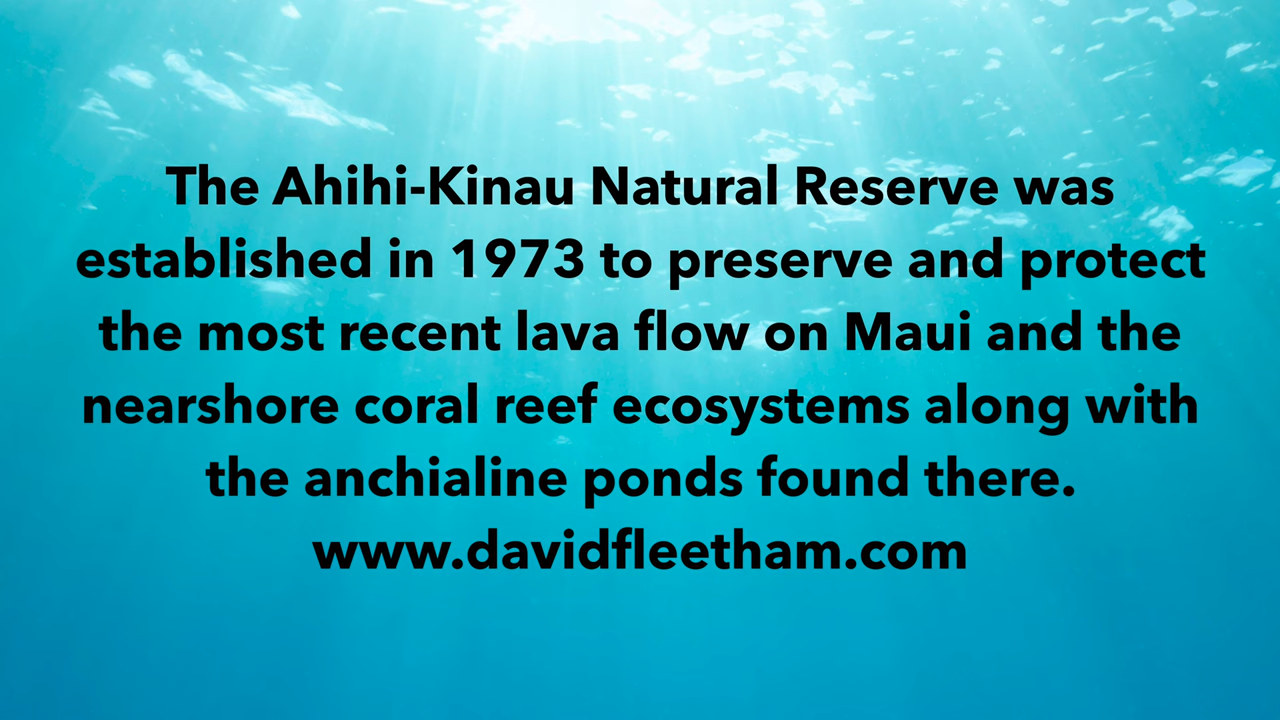 The Ahihi-Kinau Natural Reserve was
established in 1973 to preserve and protect
the most recent lava flow on Maui and the
nearshore coral reef ecosystems along with
the anchialine ponds found there.
www.davidfleetham.com